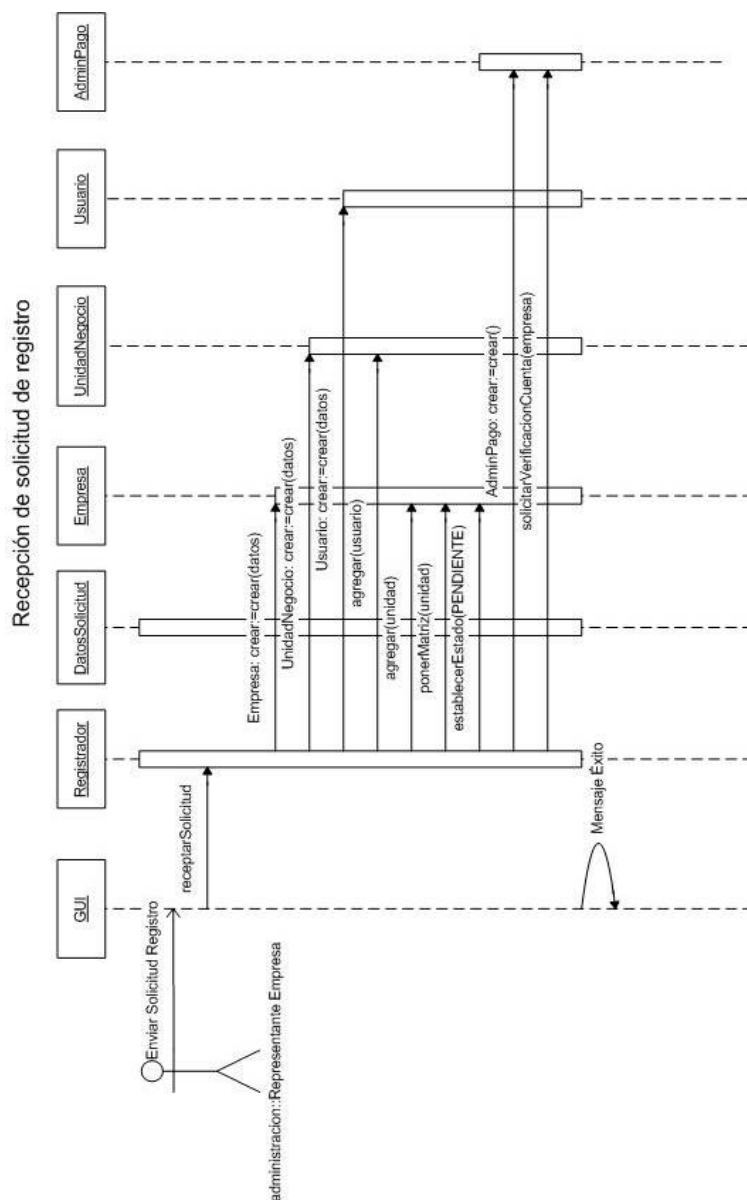 Recepción de solicitud de registro
GUI
Registrador
DatosSolicitud
Empresa
UnidadNegocio
Usuario
AdminPago
Enviar Solicitud Registro
administracion::Representante Empresa
receptarSolicitud
Empresa: crear:=crear(datos)
UnidadNegocio: crear:=crear(datos)
Usuario: crear:=crear(datos)
agregar(usuario)
agregar(unidad)
ponerMatriz(unidad)
establecerEstado(PENDIENTE)
AdminPago: crear:=crear()
solicitarVerificacionCuenta(empresa)
Mensaje Éxito